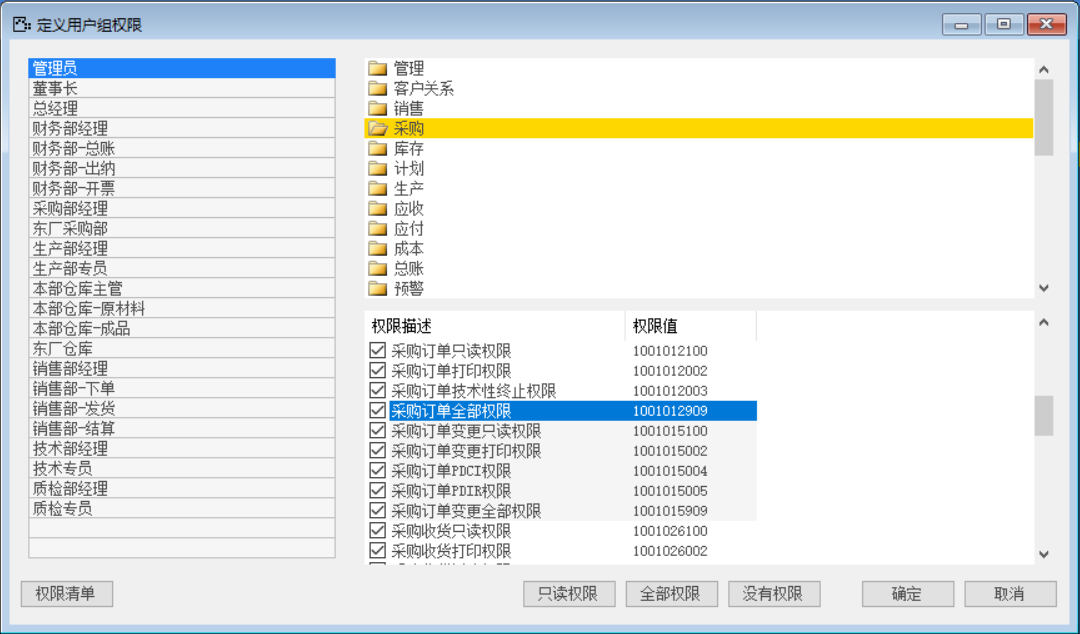 定义用户组权限
管理员
董事长
总经理
财务部经理
财务部-总账
财务部-出纳
财务部-开票
采购部经理
东厂采购部
生产部经理
生产部专员
本部仓库主管
本部仓库-原材料
本部仓库-成品
东厂仓库
销售部经理
销售部-下单
销售部-发货
销售部-结算
技术部经理
技术专员
质检部经理
质检专员
管理
客户关系
销售
采购
库存
计划
生产
应收
应付
成本
总账
预警
权限描述 权限值
采购订单只读权限 1001012100
采购订单打印权限 1001012002
采购订单技术性终止权限 1001012003
采购订单全部权限 1001012909
采购订单变更只读权限 1001015100
采购订单变更打印权限 1001015002
采购订单PDCI权限 1001015004
采购订单PDIR权限 1001015005
采购订单变更全部权限 1001015909
采购收货只读权限 1001026100
采购收货打印权限 1001026002
权限清单 只读权限 全部权限 没有权限 确定 取消